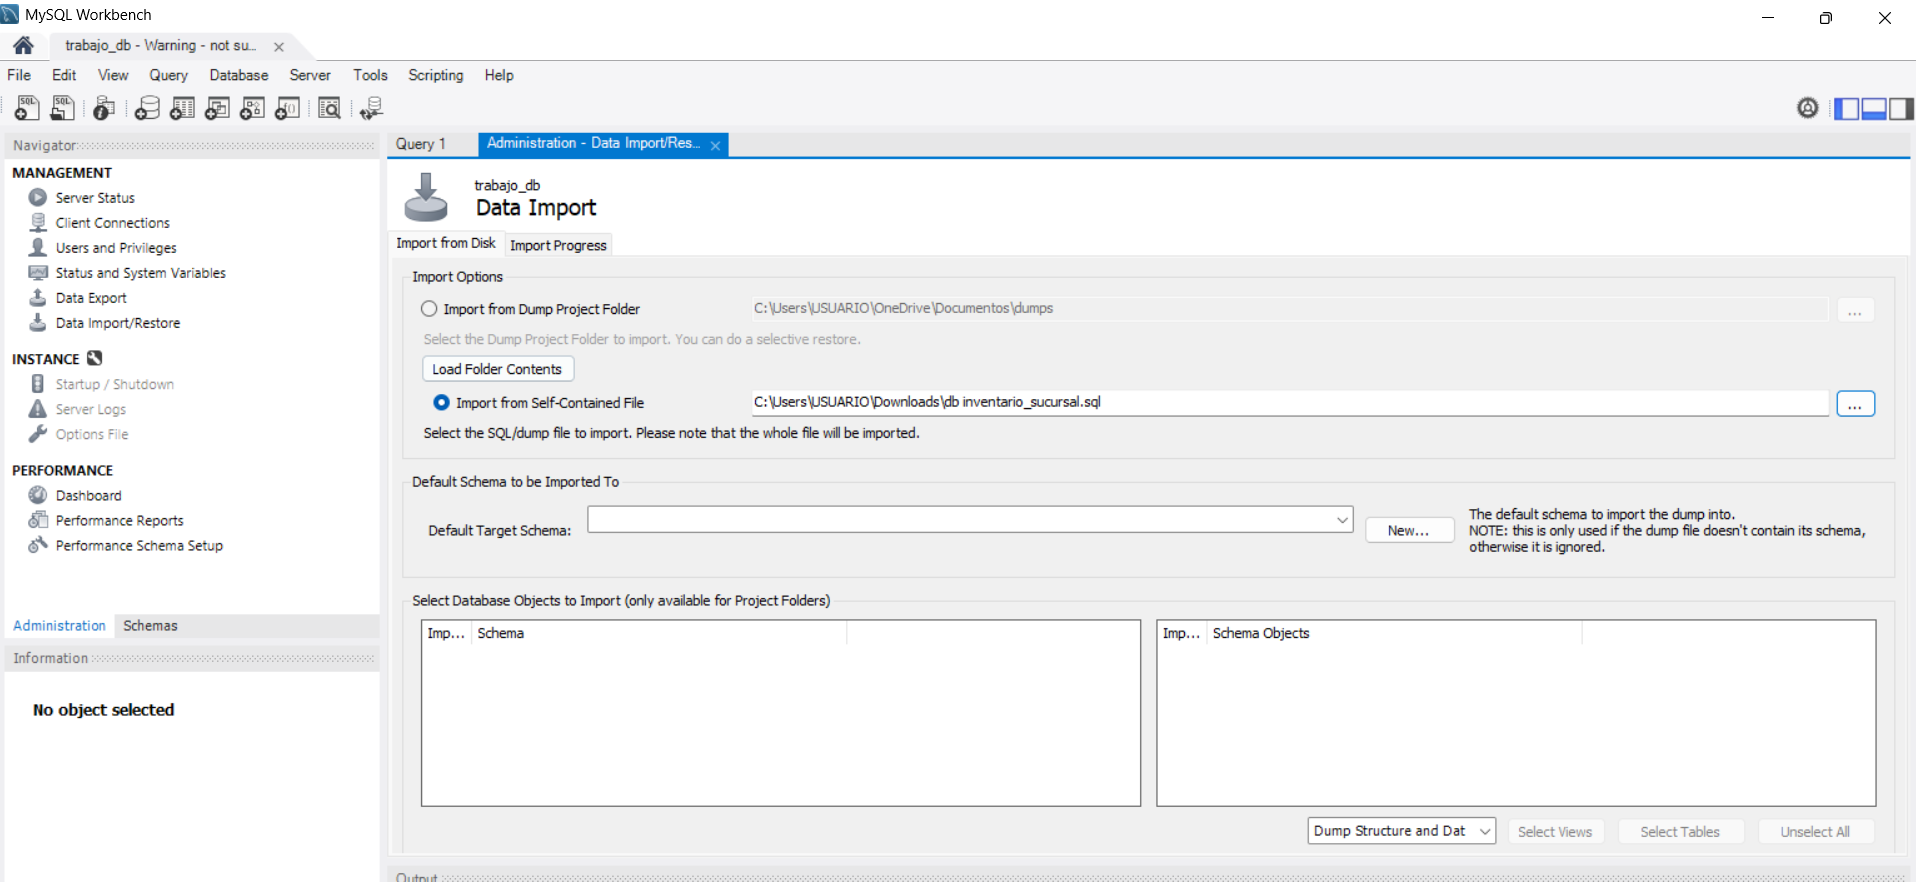 MySQL Workbench
trabajo_db - Warning - not su...
File Edit View Query Database Server Tools Scripting Help
Navigator
MANAGEMENT
Server Status
Client Connections
Users and Privileges
Status and System Variables
Data Export
Data Import/Restore
INSTANCE
Startup / Shutdown
Server Logs
Options File
PERFORMANCE
Dashboard
Performance Reports
Performance Schema Setup
Administration Schemas
Information
No object selected
Query 1 Administration - Data Import/Res...
trabajo_db
Data Import
Import from Disk Import Progress
Import Options
Import from Dump Project Folder C:\Users\USUARIO\OneDrive\Documentos\dumps ...
Select the Dump Project Folder to import. You can do a selective restore.
Load Folder Contents
Import from Self-Contained File C:\Users\USUARIO\Downloads\db inventario_sucursal.sql ...
Select the SQL/dump file to import. Please note that the whole file will be imported.
Default Schema to be Imported To
Default Target Schema: New...
The default schema to import the dump into.
NOTE: this is only used if the dump file doesn't contain its schema,
otherwise it is ignored.
Select Database Objects to Import (only available for Project Folders)
Imp... Schema Imp... Schema Objects
Dump Structure and Dat Select Views Select Tables Unselect All
Output